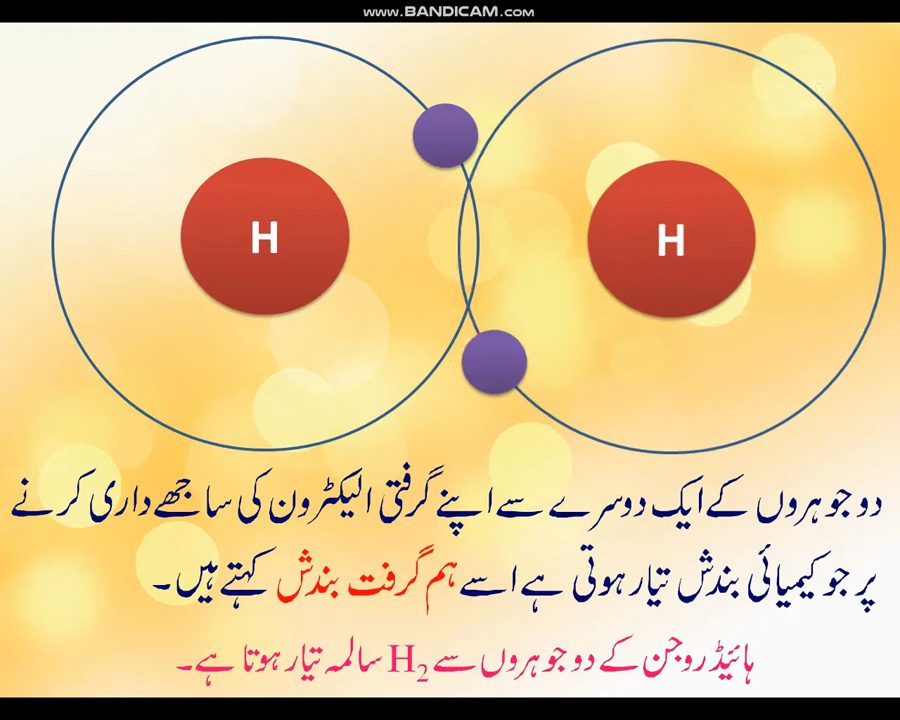 www.BANDICAM.com
H
H
دو جوہروں کے ایک دوسرے سے اپنے گرفتی الیکٹرون کی ساجھے داری کرنے
پر جو کیمیائی بندش تیار ہوتی ہے اسے ہم گرفت بندش کہتے ہیں۔
ہائیڈروجن کے دو جوہروں سے H₂ سالمہ تیار ہوتا ہے۔